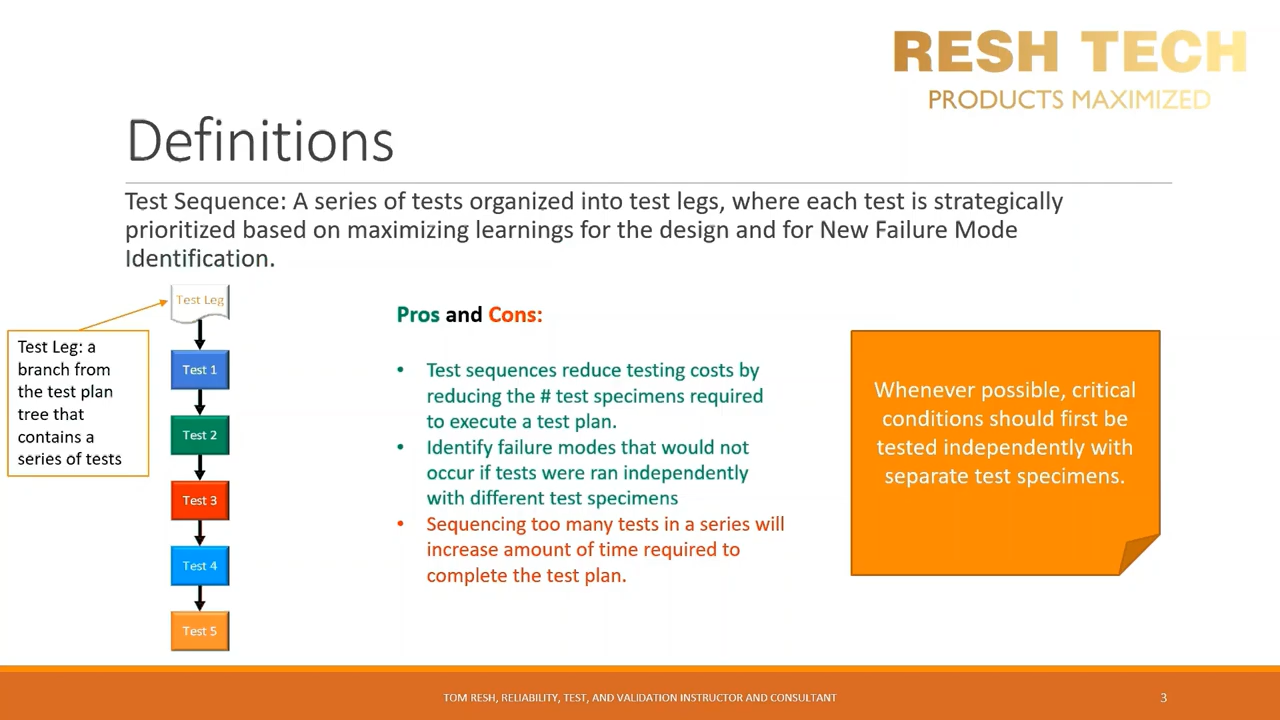 RESH TECH
PRODUCTS MAXIMIZED
Definitions
Test Sequence: A series of tests organized into test legs, where each test is strategically
prioritized based on maximizing learnings for the design and for New Failure Mode
Identification.
Test Leg
Test Leg: a
branch from
the test plan
tree that
contains a
series of tests
Test 1
Test 2
Test 3
Test 4
Test 5
Pros and Cons:
• Test sequences reduce testing costs by
reducing the # test specimens required
to execute a test plan.
• Identify failure modes that would not
occur if tests were ran independently
with different test specimens
• Sequencing too many tests in a series will
increase amount of time required to
complete the test plan.
Whenever possible, critical
conditions should first be
tested independently with
separate test specimens.
TOM RESH, RELIABILITY, TEST, AND VALIDATION INSTRUCTOR AND CONSULTANT
3